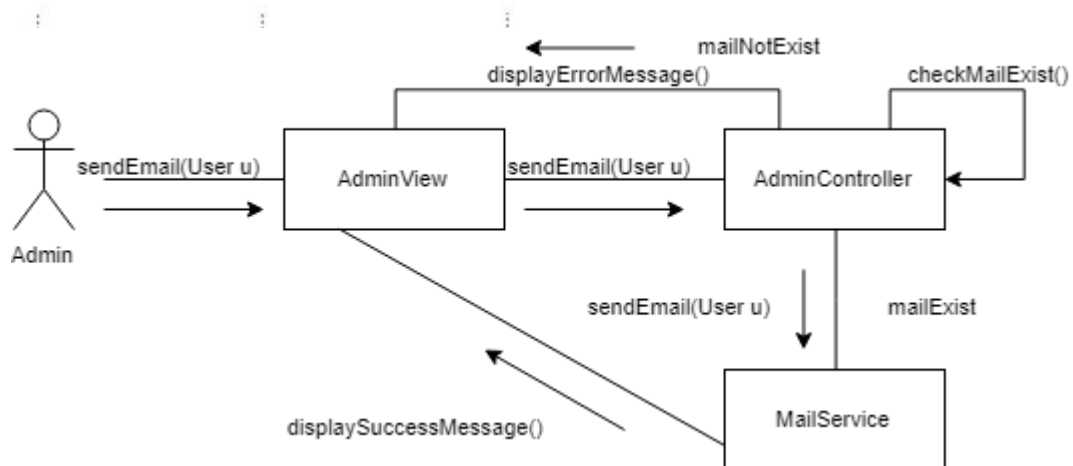 mailNotExist
displayErrorMessage()
checkMailExist()
sendEmail(User u)
AdminView
sendEmail(User u)
AdminController
Admin
sendEmail(User u)
mailExist
displaySuccessMessage()
MailService